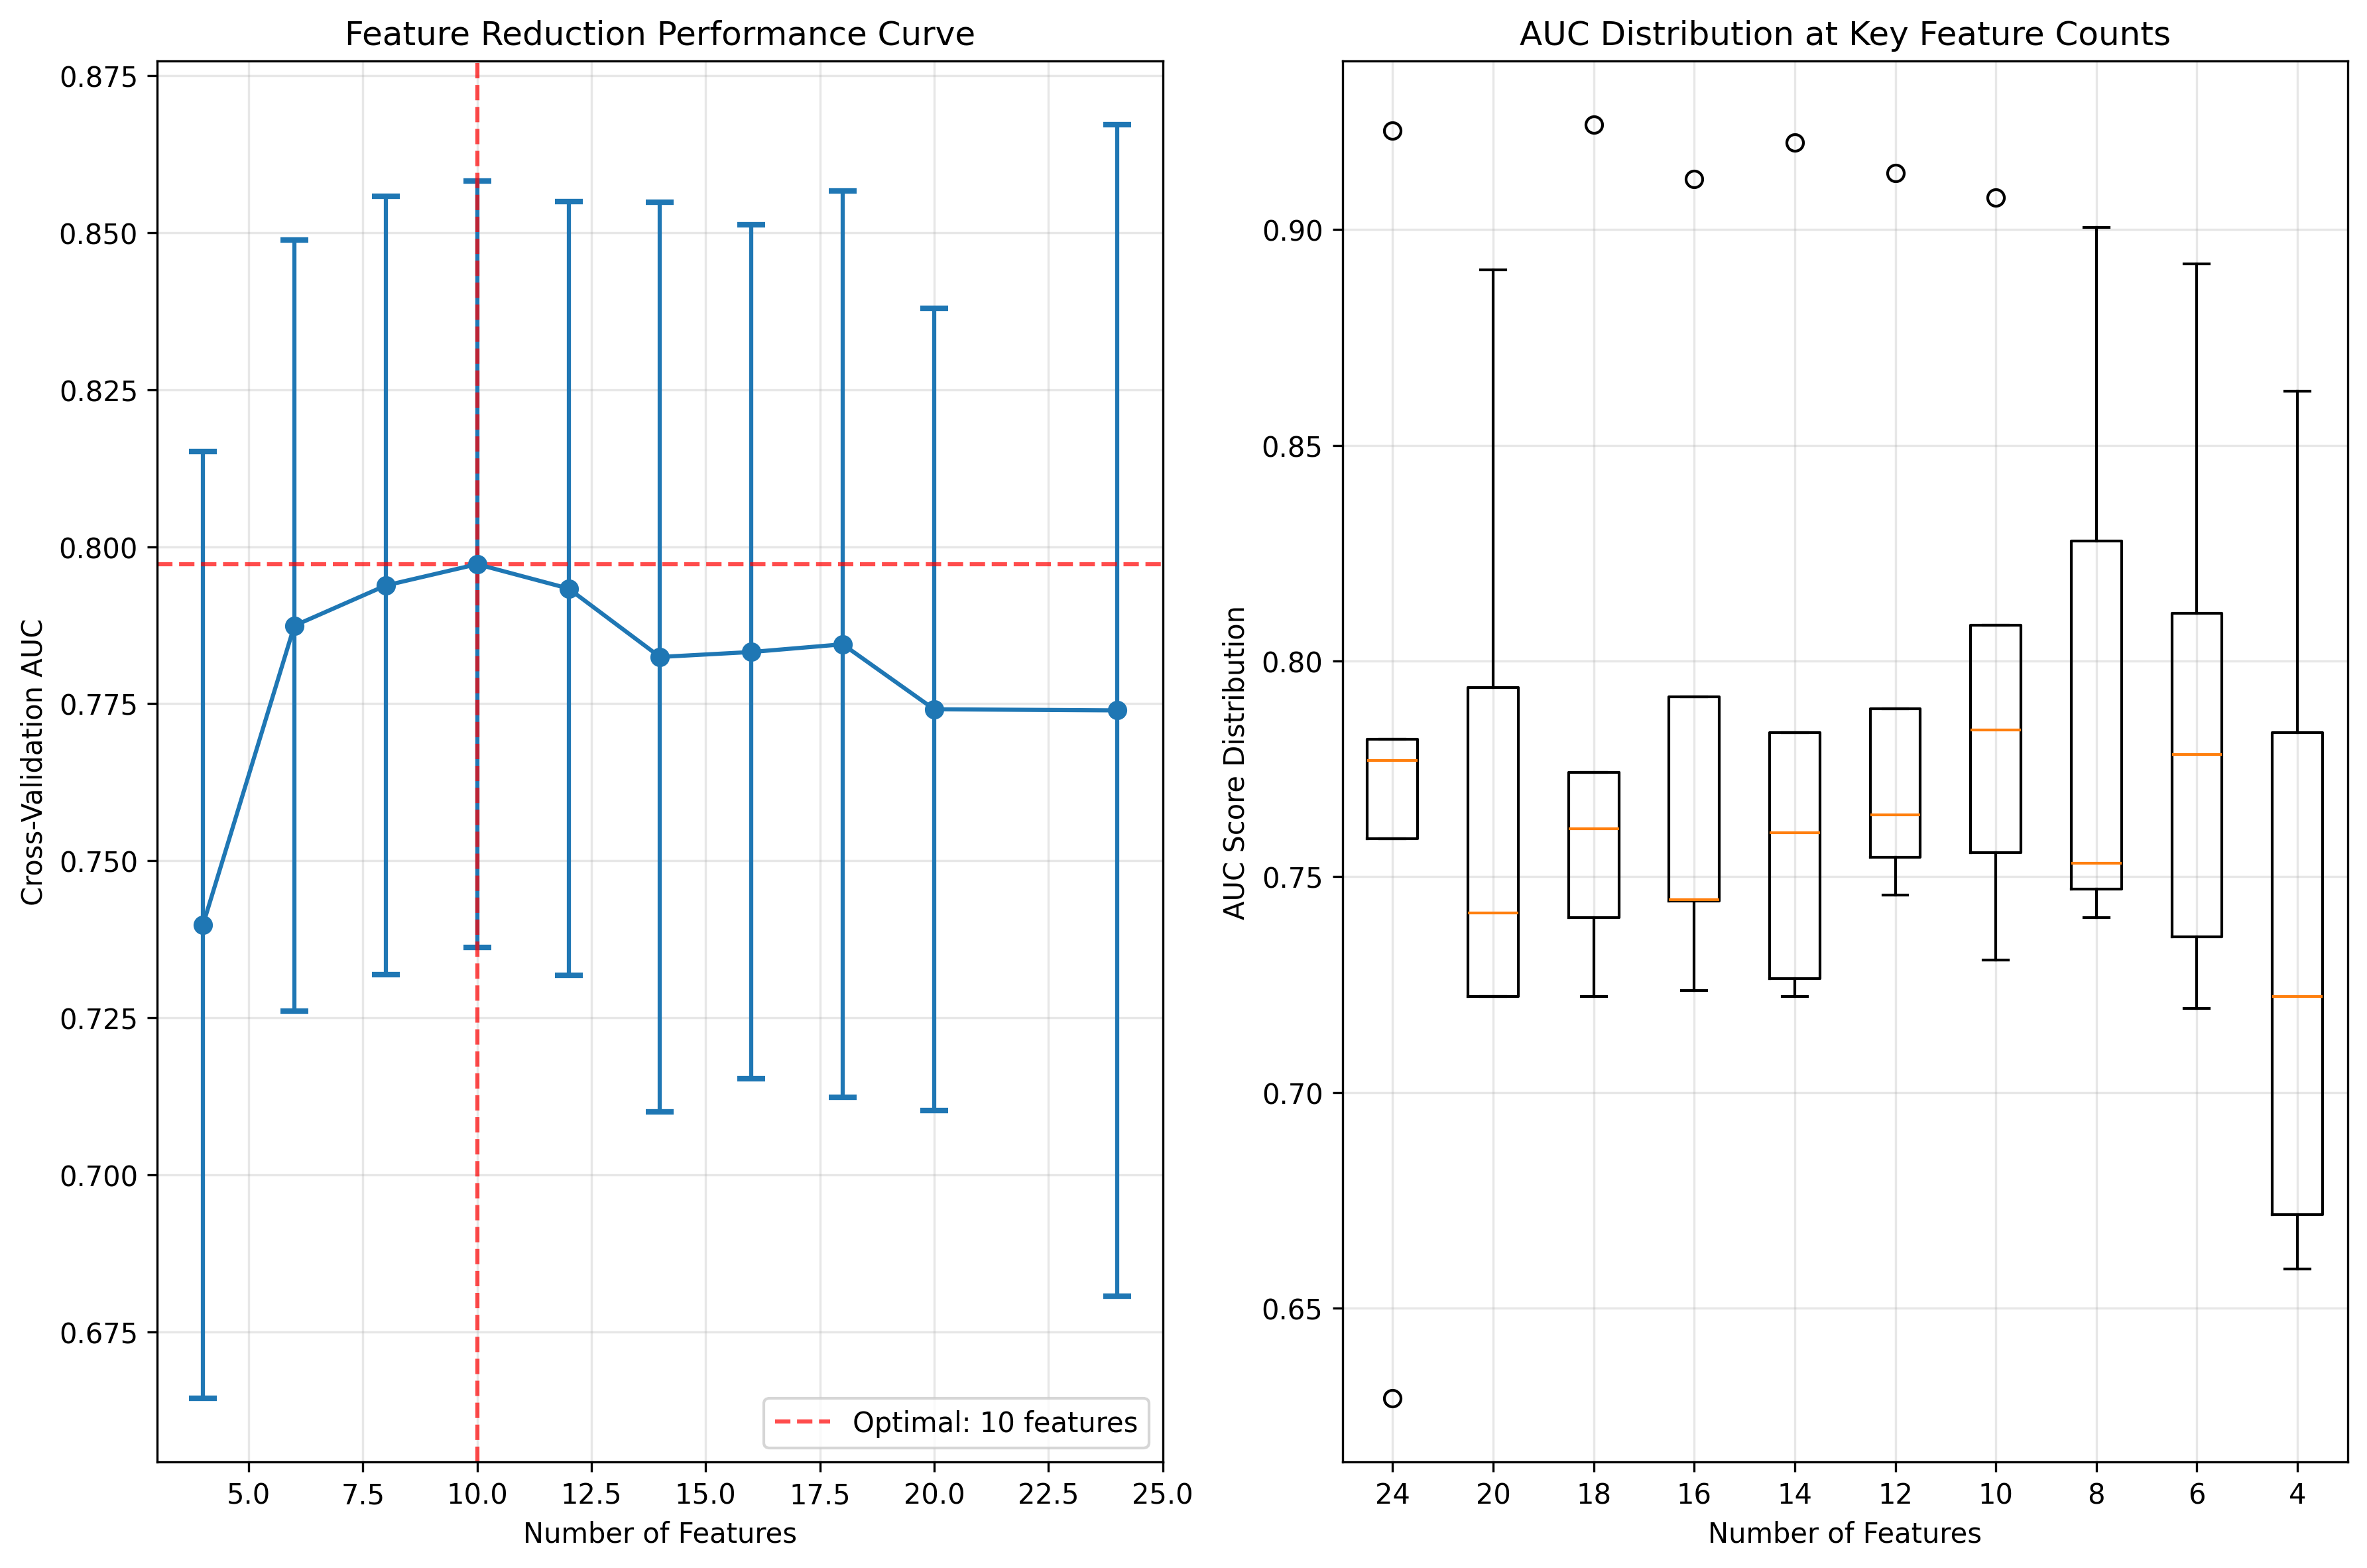 Feature Reduction Performance Curve
Cross-Validation AUC
0.875
0.850
0.825
0.800
0.775
0.750
0.725
0.700
0.675
Optimal: 10 features
5.0 7.5 10.0 12.5 15.0 17.5 20.0 22.5 25.0
Number of Features
AUC Distribution at Key Feature Counts
AUC Score Distribution
0.90
0.85
0.80
0.75
0.70
0.65
24 20 18 16 14 12 10 8 6 4
Number of Features